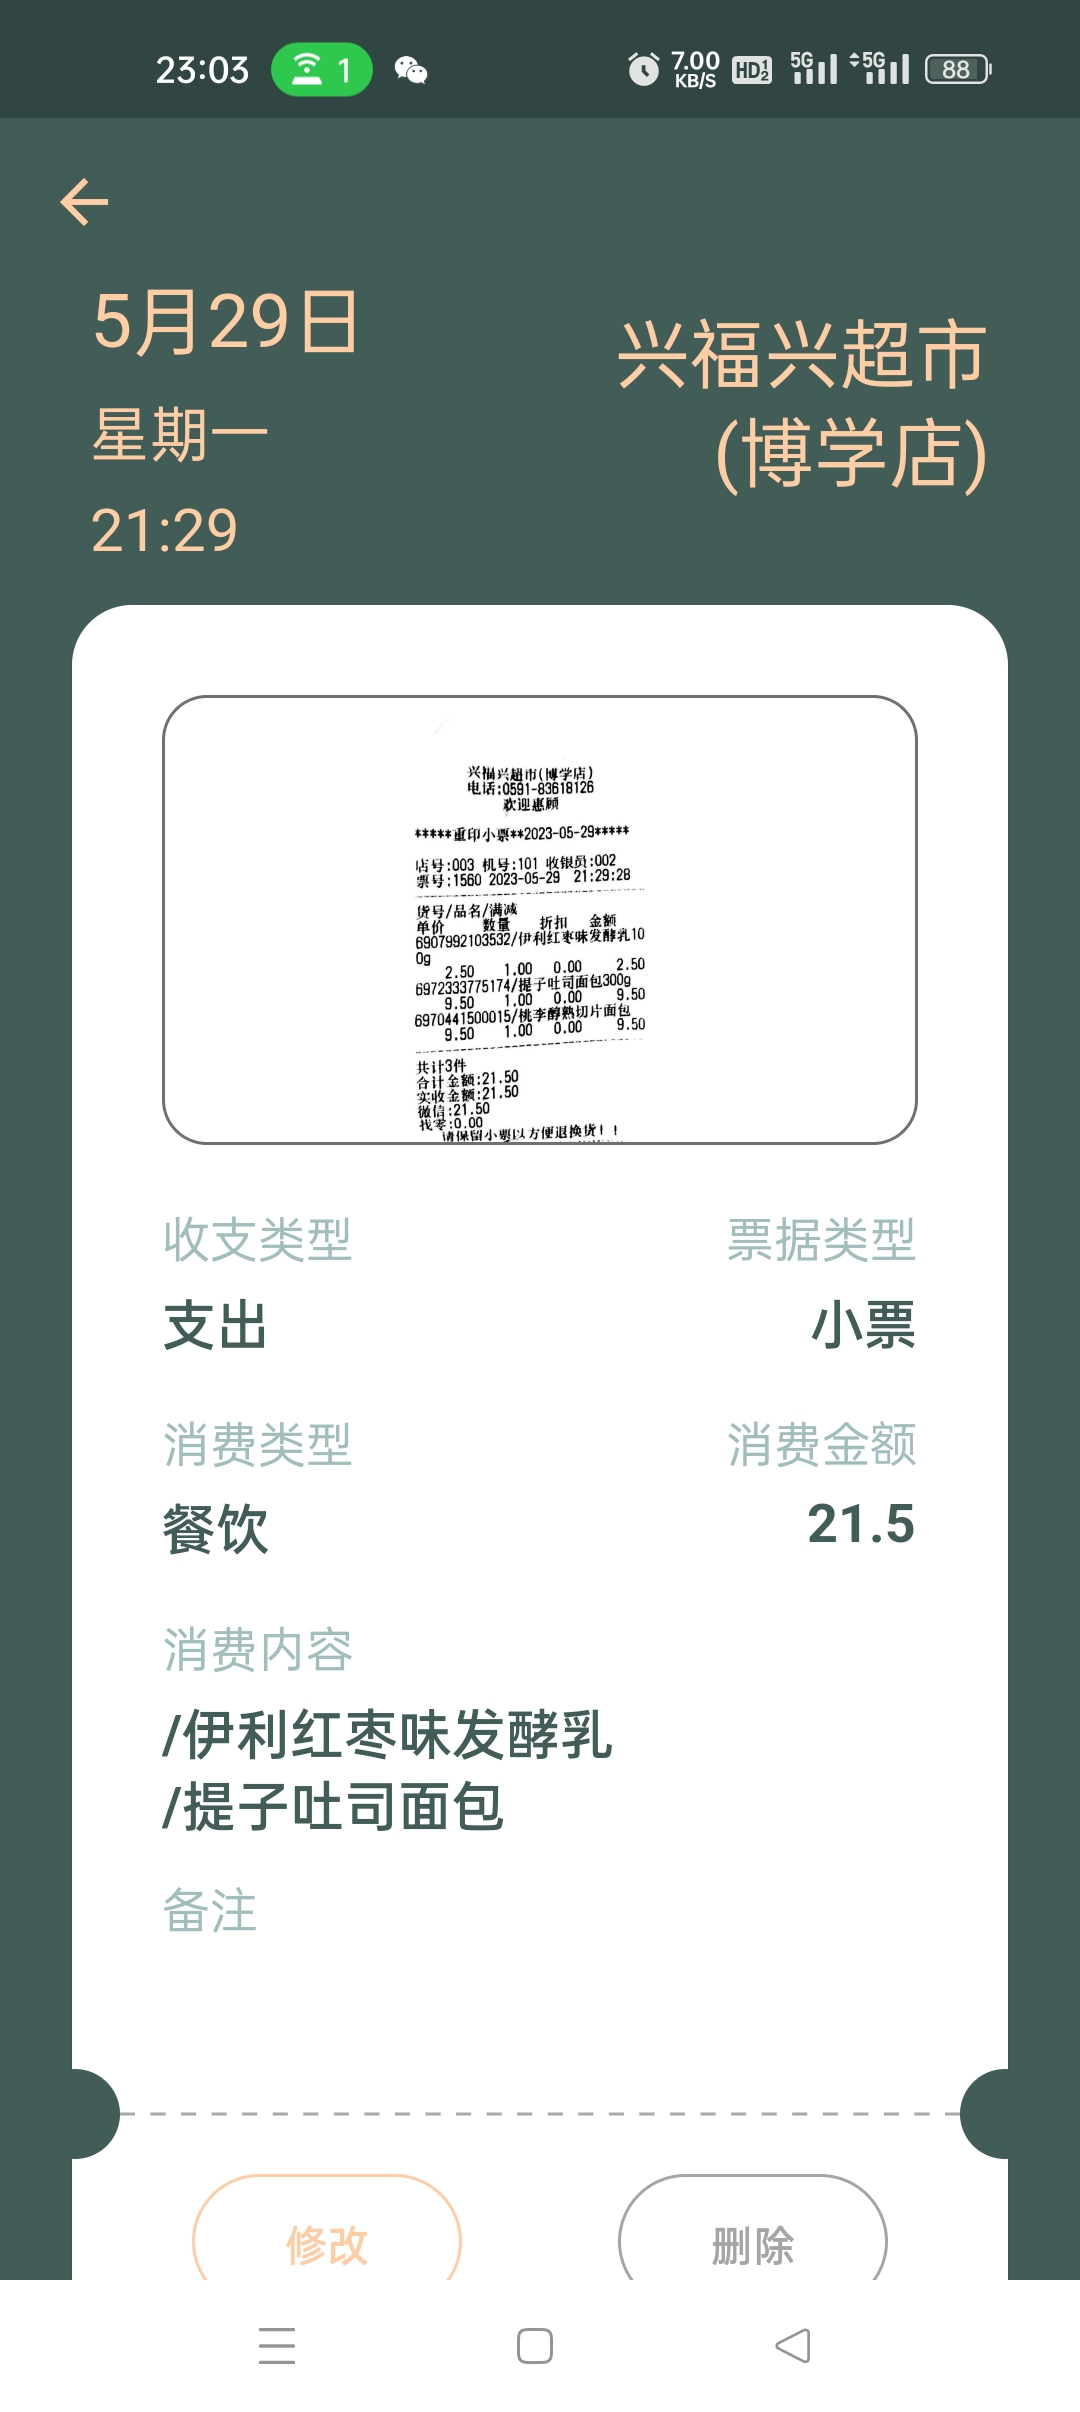 23:03 1 7.00 KB/S HD 1 2 5G 5G 88
5月29日
星期一
21:29
兴福兴超市
(博学店)
兴福兴超市(博学店)
电话:0591-83618126
欢迎惠顾
*****重印小票**2023-05-29*****
店号:003 机号:101 收银员:002
票号:1560 2023-05-29 21:29:28
货号/品名/满减
单价 数量 折扣 金额
6907992103532/伊利红枣味发酵乳10
0g
2.50 1.00 0.00 2.50
6972333775174/提子吐司面包300g
9.50 1.00 0.00 9.50
6970441500015/桃李醇熟切片面包
9.50 1.00 0.00 9.50
共计3件
合计金额:21.50
实收金额:21.50
微信:21.50
找零:0.00
请保留小票以方便退换货!!
收支类型 票据类型
支出 小票
消费类型 消费金额
餐饮 21.5
消费内容
/伊利红枣味发酵乳
/提子吐司面包
备注
修改 删除